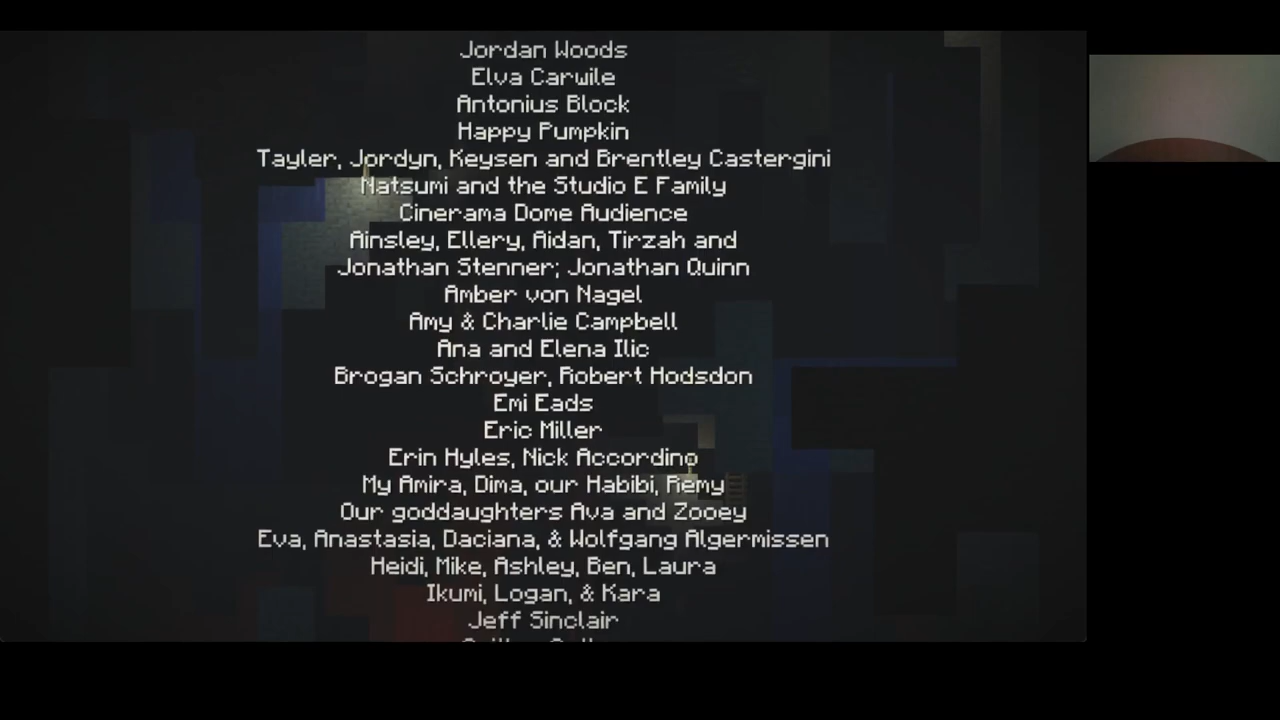 Jordan Woods
Elva Carwile
Antonius Block
Happy Pumpkin
Tayler, Jordyn, Keysen and Brentley Castergini
Natsumi and the Studio E Family
Cinerama Dome Audience
Ainsley, Ellery, Aidan, Tirzah and
Jonathan Stenner; Jonathan Quinn
Amber von Nagel
Amy & Charlie Campbell
Ana and Elena Ilic
Brogan Schroyer, Robert Hodsdon
Emi Eads
Eric Miller
Erin Hyles, Nick Accordino
My Amira, Dima, our Habibi, Remy
Our goddaughters Ava and Zooey
Eva, Anastasia, Daciana, & Wolfgang Algermissen
Heidi, Mike, Ashley, Ben, Laura
Ikumi, Logan, & Kara
Jeff Sinclair